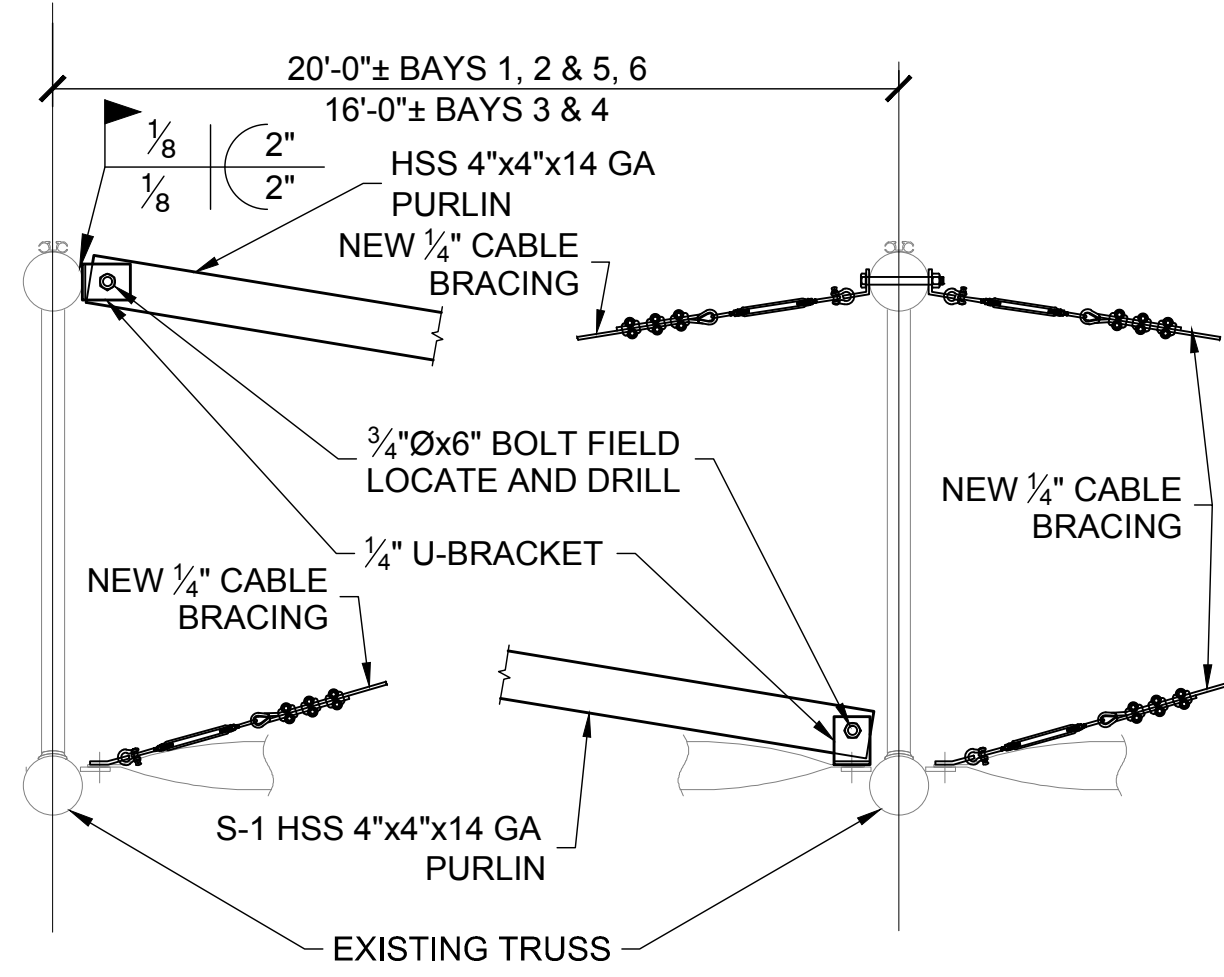 20'-0"± BAYS 1, 2 & 5, 6
16'-0"± BAYS 3 & 4
1/8 2"
1/8 2"
HSS 4"x4"x14 GA
PURLIN
NEW 1/4" CABLE
BRACING
3/4"Øx6" BOLT FIELD
LOCATE AND DRILL
NEW 1/4" CABLE
BRACING
1/4" U-BRACKET
NEW 1/4" CABLE
BRACING
S-1 HSS 4"x4"x14 GA
PURLIN
EXISTING TRUSS